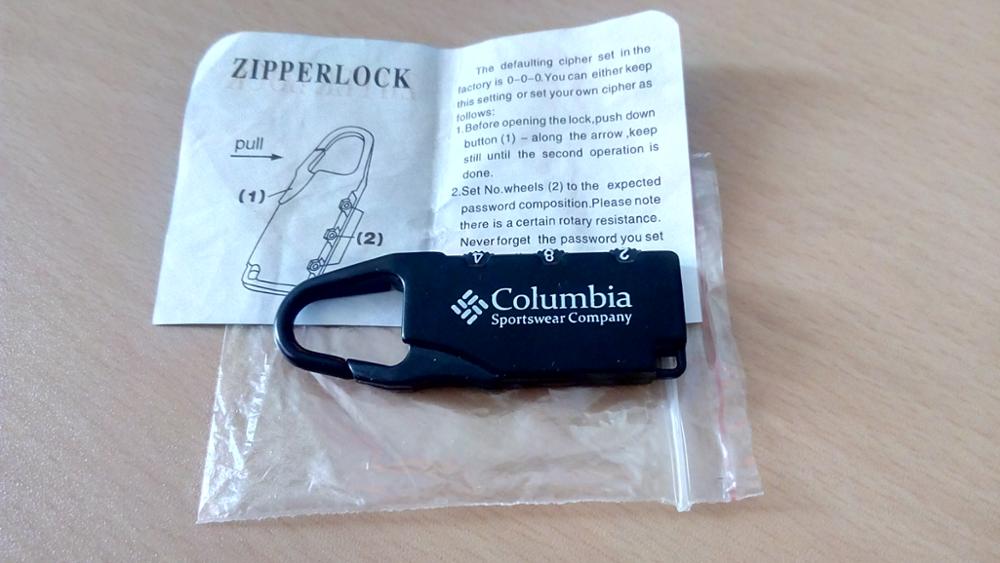 ZIPPERLOCK
pull
(1)
(2)
The defaulting cipher set in the
factory is 0-0-0.You can either keep
this setting or set your own cipher as
follows:
1.Before opening the lock,push down
button (1) – along the arrow ,keep
still until the second operation is
done.
2.Set No.wheels (2) to the expected
password composition.Please note
there is a certain rotary resistance.
Never forget the password you set
4 8 2
Columbia
Sportswear Company